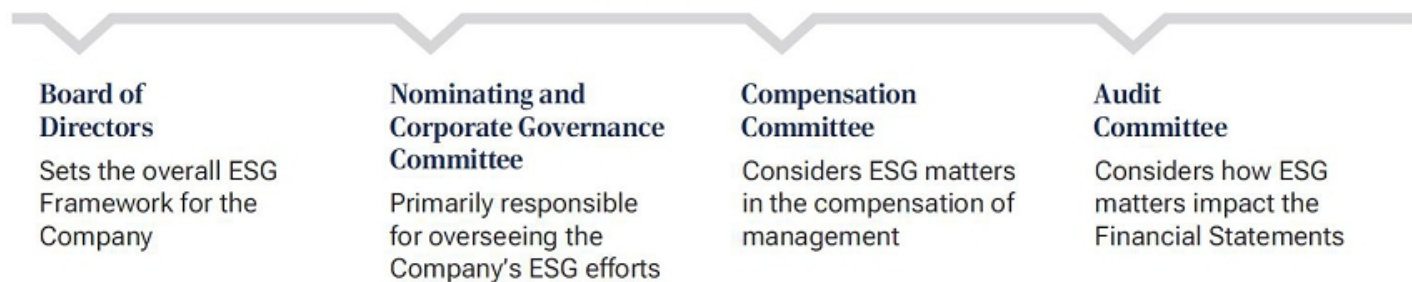 Board of
Directors
Sets the overall ESG
Framework for the
Company
Nominating and
Corporate Governance
Committee
Primarily responsible
for overseeing the
Company's ESG efforts
Compensation
Committee
Considers ESG matters
in the compensation of
management
Audit
Committee
Considers how ESG
matters impact the
Financial Statements